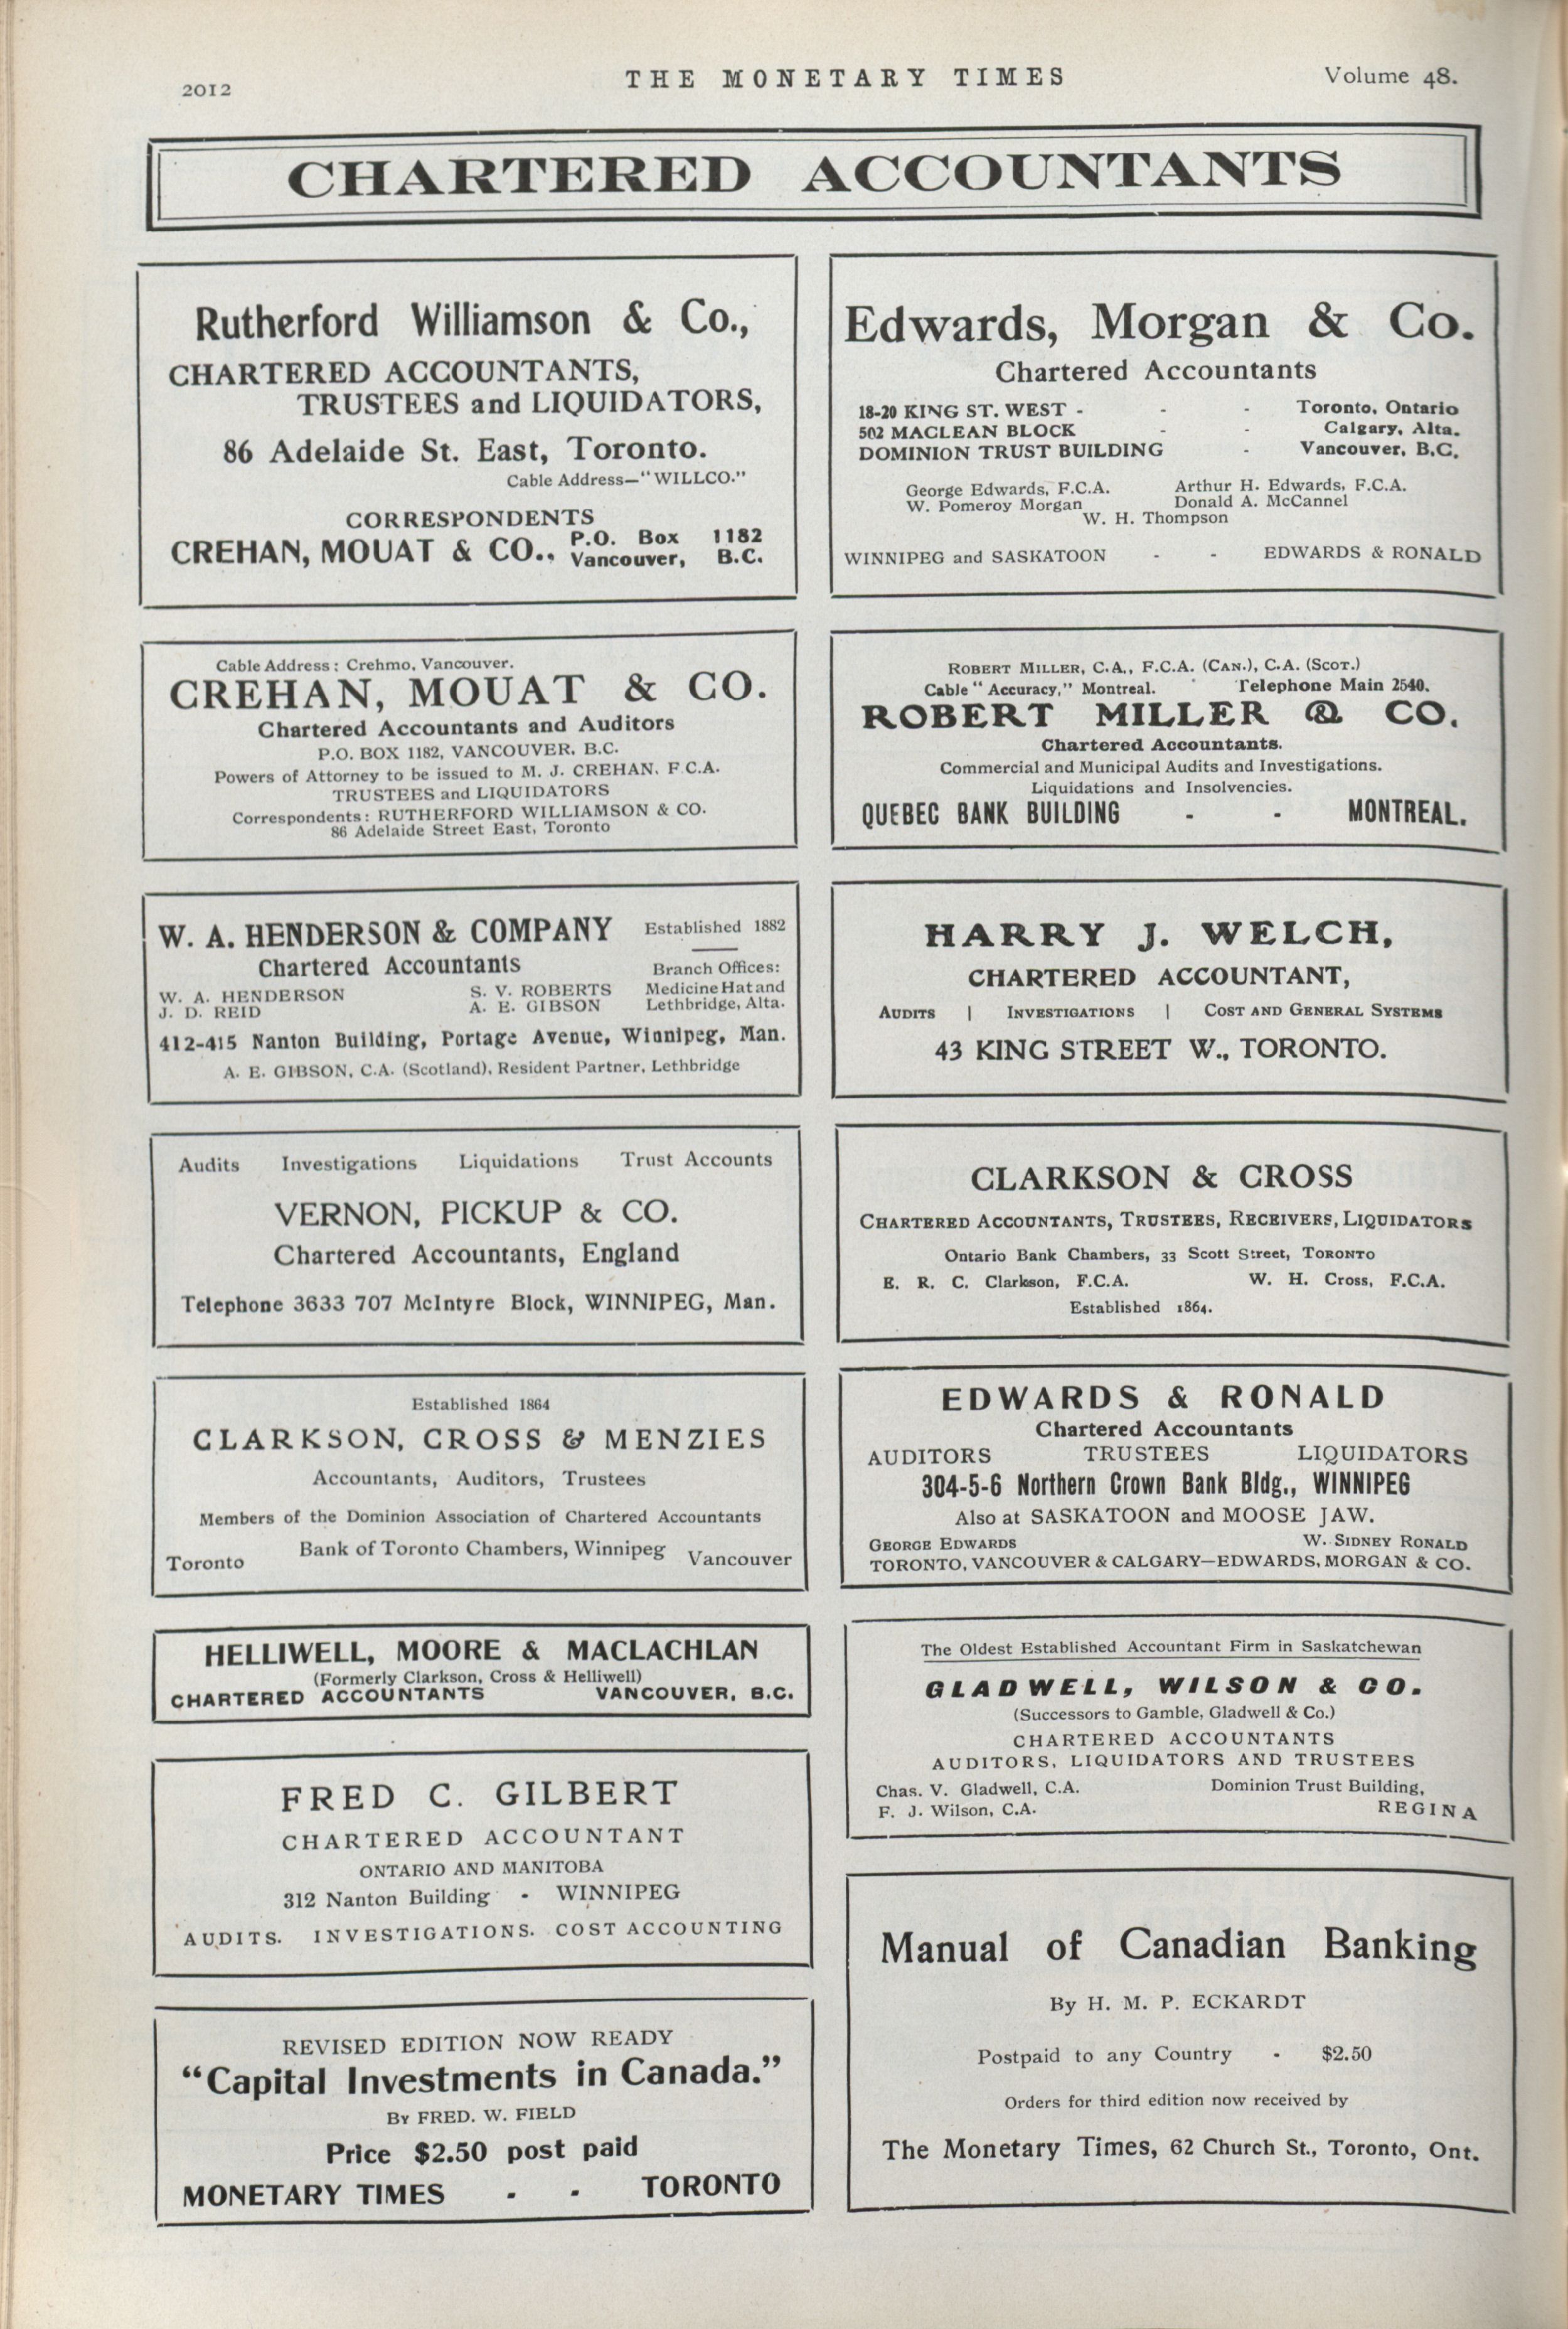 2012
THE MONETARY TIMES
Volume 48.
CHARTERED ACCOUNTANTS
Rutherford Williamson & Co.,
CHARTERED ACCOUNTANTS,
TRUSTEES and LIQUIDATORS,
86 Adelaide St. East, Toronto.
Cable Address—"WILLCO."
CORRESPONDENTS
CREHAN, MOUAT & CO., P.O. Box 1182
Vancouver, B.C.
Cable Address: Crehmo, Vancouver.
CREHAN, MOUAT & CO.
Chartered Accountants and Auditors
P.O. BOX 1182, VANCOUVER, B.C.
Powers of Attorney to be issued to M. J. CREHAN, F.C.A.
TRUSTEES and LIQUIDATORS
Correspondents: RUTHERFORD WILLIAMSON & CO.
86 Adelaide Street East, Toronto
W. A. HENDERSON & COMPANY
Chartered Accountants
W. A. HENDERSON S. V. ROBERTS
J. D. REID A. E. GIBSON
Established 1882
Branch Offices:
Medicine Hat and
Lethbridge, Alta.
412-415 Nanton Building, Portage Avenue, Winnipeg, Man.
A. E. GIBSON, C.A. (Scotland), Resident Partner, Lethbridge
Audits Investigations Liquidations Trust Accounts
VERNON, PICKUP & CO.
Chartered Accountants, England
Telephone 3633 707 McIntyre Block, WINNIPEG, Man.
Established 1864
CLARKSON, CROSS & MENZIES
Accountants, Auditors, Trustees
Members of the Dominion Association of Chartered Accountants
Bank of Toronto Chambers, Winnipeg
Toronto Vancouver
HELLIWELL, MOORE & MACLACHLAN
(Formerly Clarkson, Cross & Helliwell)
CHARTERED ACCOUNTANTS VANCOUVER, B.C.
FRED C. GILBERT
CHARTERED ACCOUNTANT
ONTARIO AND MANITOBA
312 Nanton Building - WINNIPEG
AUDITS. INVESTIGATIONS. COST ACCOUNTING
REVISED EDITION NOW READY
"Capital Investments in Canada."
By FRED. W. FIELD
Price $2.50 post paid
MONETARY TIMES - - TORONTO
Edwards, Morgan & Co.
Chartered Accountants
18-20 KING ST. WEST - - - Toronto, Ontario
502 MACLEAN BLOCK - - Calgary, Alta.
DOMINION TRUST BUILDING - Vancouver, B.C.
George Edwards, F.C.A. Arthur H. Edwards, F.C.A.
W. Pomeroy Morgan Donald A. McCannel
W. H. Thompson
WINNIPEG and SASKATOON - - EDWARDS & RONALD
ROBERT MILLER, C.A., F.C.A. (CAN.), C.A. (SCOT.)
Cable "Accuracy," Montreal. Telephone Main 2540.
ROBERT MILLER & CO.
Chartered Accountants.
Commercial and Municipal Audits and Investigations.
Liquidations and Insolvencies.
QUEBEC BANK BUILDING - - MONTREAL.
HARRY J. WELCH,
CHARTERED ACCOUNTANT,
AUDITS | INVESTIGATIONS | COST AND GENERAL SYSTEMS
43 KING STREET W., TORONTO.
CLARKSON & CROSS
CHARTERED ACCOUNTANTS, TRUSTEES, RECEIVERS, LIQUIDATORS
Ontario Bank Chambers, 33 Scott Street, TORONTO
E. R. C. Clarkson, F.C.A. W. H. Cross, F.C.A.
Established 1864.
EDWARDS & RONALD
Chartered Accountants
AUDITORS TRUSTEES LIQUIDATORS
304-5-6 Northern Crown Bank Bldg., WINNIPEG
Also at SASKATOON and MOOSE JAW.
GEORGE EDWARDS W. SIDNEY RONALD
TORONTO, VANCOUVER & CALGARY—EDWARDS, MORGAN & CO.
The Oldest Established Accountant Firm in Saskatchewan
GLADWELL, WILSON & CO.
(Successors to Gamble, Gladwell & Co.)
CHARTERED ACCOUNTANTS
AUDITORS, LIQUIDATORS AND TRUSTEES
Chas. V. Gladwell, C.A. Dominion Trust Building,
F. J. Wilson, C.A. REGINA
Manual of Canadian Banking
By H. M. P. ECKARDT
Postpaid to any Country - $2.50
Orders for third edition now received by
The Monetary Times, 62 Church St., Toronto, Ont.